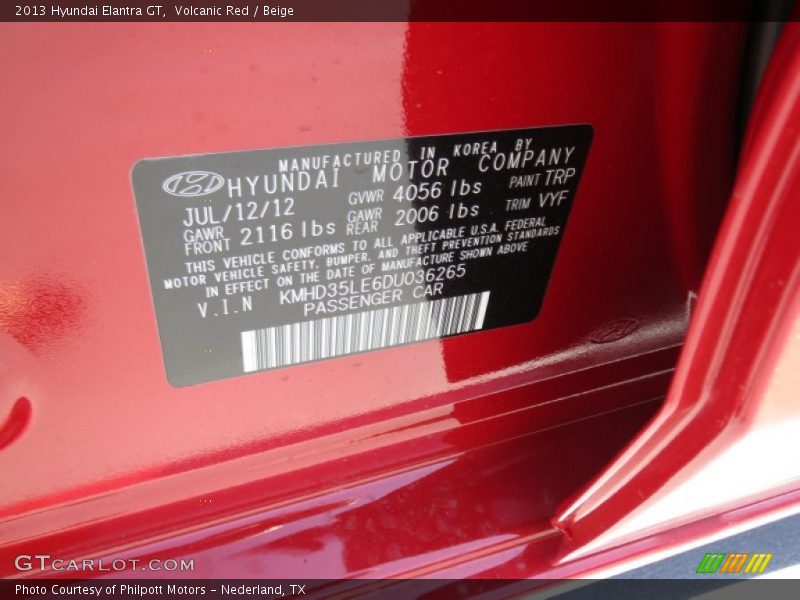 2013 Hyundai Elantra GT, Volcanic Red / Beige
MANUFACTURED IN KOREA BY
HYUNDAI MOTOR COMPANY
JUL/12/12 GVWR 4056 lbs PAINT TRP
GAWR FRONT 2116 lbs GAWR REAR 2006 lbs TRIM VYF
THIS VEHICLE CONFORMS TO ALL APPLICABLE U.S.A. FEDERAL
MOTOR VEHICLE SAFETY, BUMPER, AND THEFT PREVENTION STANDARDS
IN EFFECT ON THE DATE OF MANUFACTURE SHOWN ABOVE
V.I.N KMHD35LE6DU036265
PASSENGER CAR
GTCARLOT.COM
Photo Courtesy of Philpott Motors - Nederland, TX